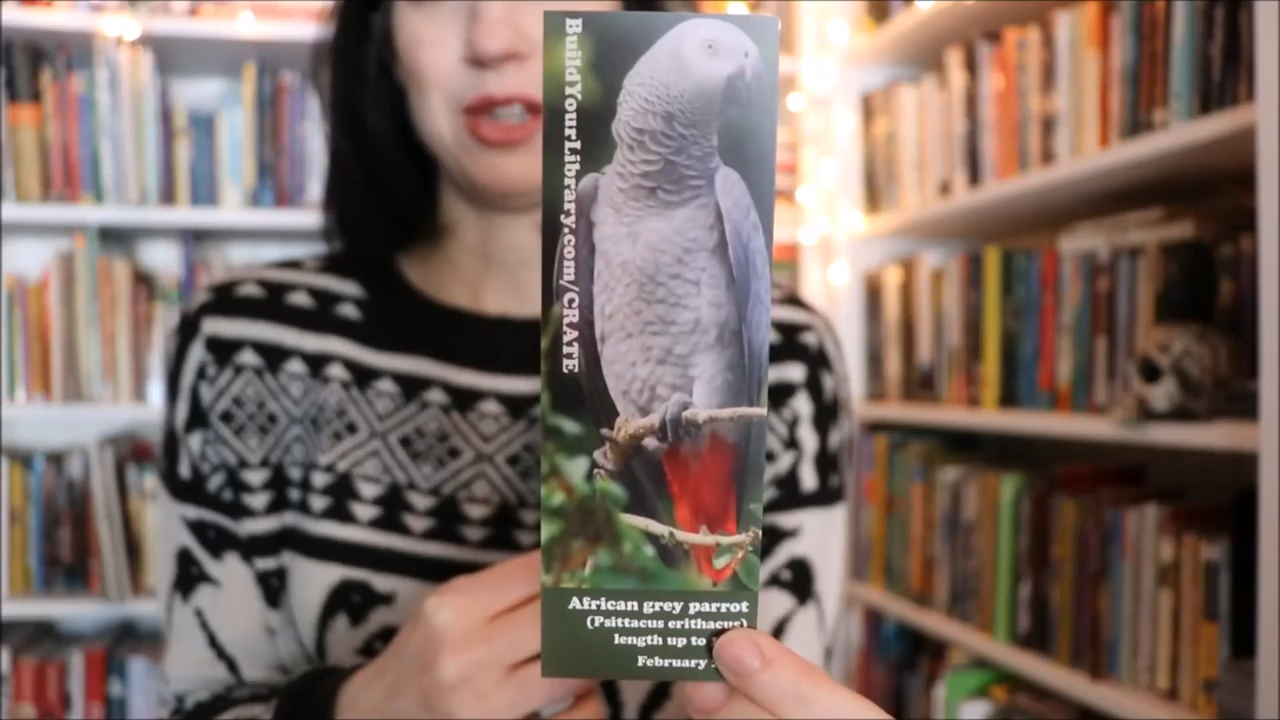 BuildYourLibrary.com/CRATE
African grey parrot
(Psittacus erithacus)
length up to
February